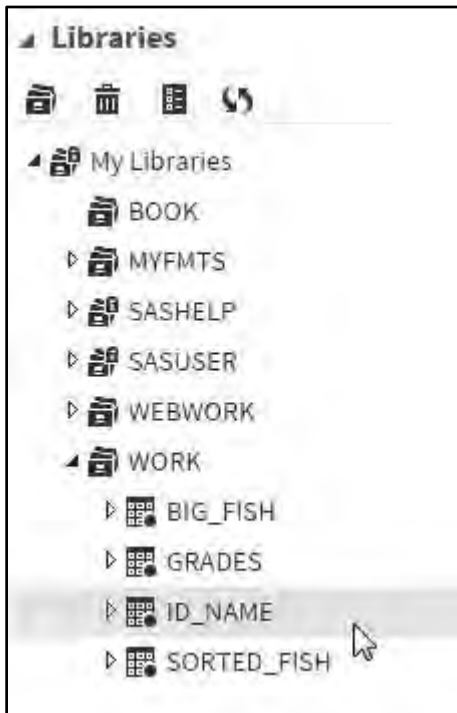 Libraries
My Libraries
BOOK
MYFMTS
SASHELP
SASUSER
WEBWORK
WORK
BIG_FISH
GRADES
ID_NAME
SORTED_FISH